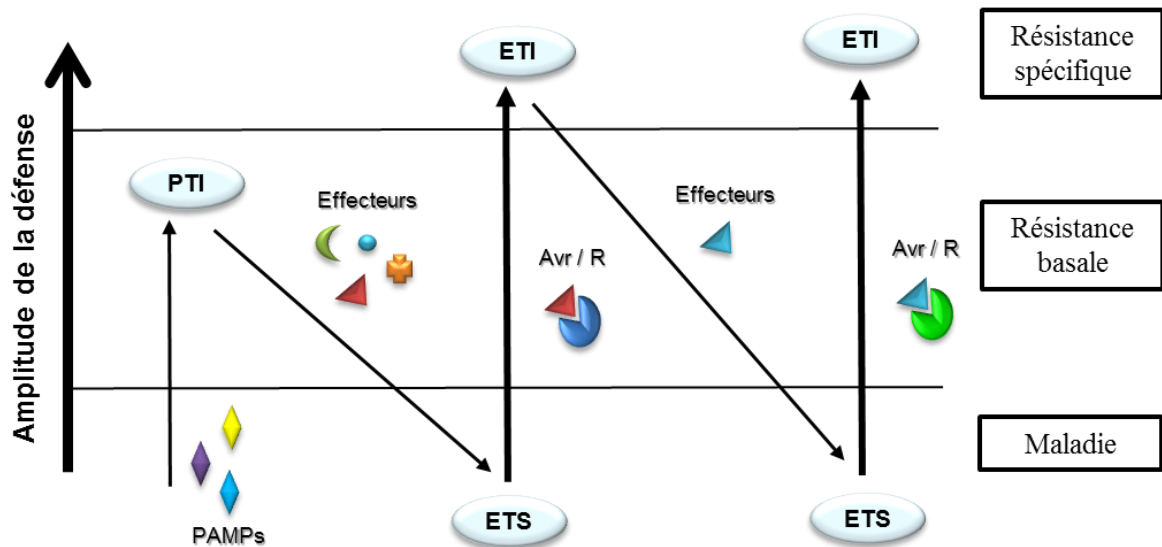 Amplitude de la défense
PTI
PAMPs
Effecteurs
ETI
Avr / R
ETS
Effecteurs
ETI
Avr / R
ETS
Résistance
spécifique
Résistance
basale
Maladie